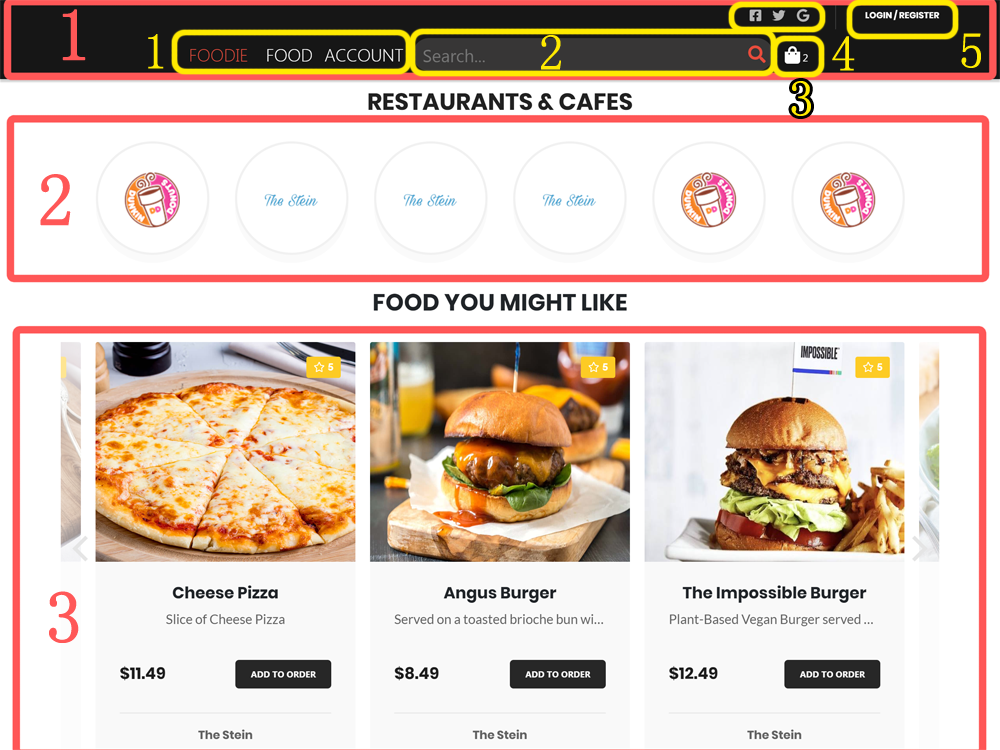 1
LOGIN / REGISTER
1
FOODIE FOOD ACCOUNT
Search...
2
2
4
5
3
RESTAURANTS & CAFES
2
DUNKIN' DONUTS
The Stein
The Stein
The Stein
DUNKIN' DONUTS
DUNKIN' DONUTS
FOOD YOU MIGHT LIKE
5
5
IMPOSSIBLE
5
3
Cheese Pizza
Angus Burger
The Impossible Burger
Slice of Cheese Pizza
Served on a toasted brioche bun wi...
Plant-Based Vegan Burger served ...
$11.49
ADD TO ORDER
$8.49
ADD TO ORDER
$12.49
ADD TO ORDER
The Stein
The Stein
The Stein